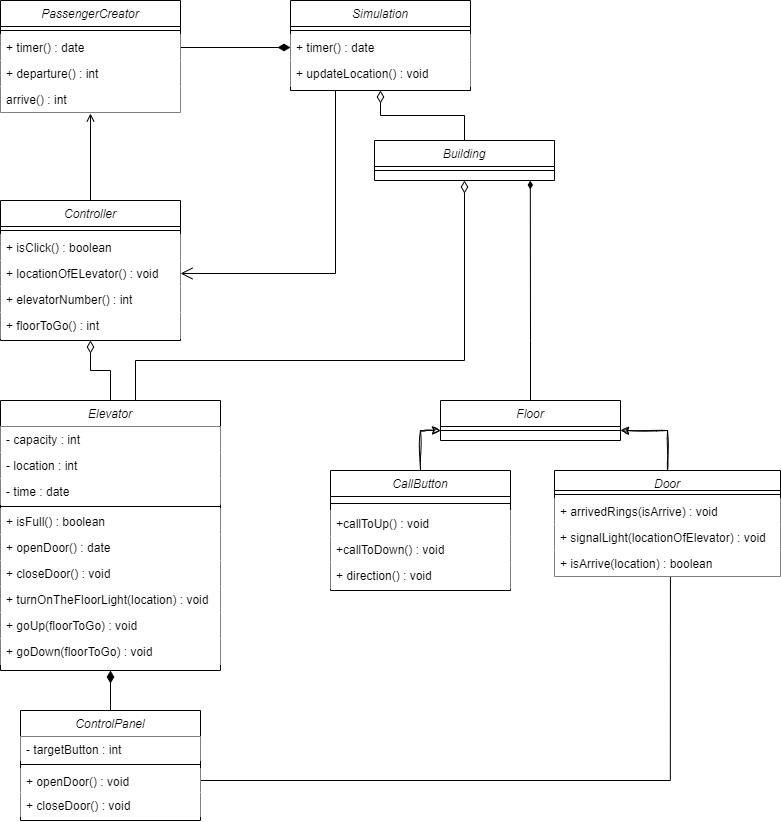 PassengerCreator
+ timer() : date
+ departure() : int
arrive() : int
Simulation
+ timer() : date
+ updateLocation() : void
Building
Controller
+ isClick() : boolean
+ locationOfELevator() : void
+ elevatorNumber() : int
+ floorToGo() : int
Elevator
- capacity : int
- location : int
- time : date
+ isFull() : boolean
+ openDoor() : date
+ closeDoor() : void
+ turnOnTheFloorLight(location) : void
+ goUp(floorToGo) : void
+ goDown(floorToGo) : void
Floor
CallButton
+callToUp() : void
+callToDown() : void
+ direction() : void
Door
+ arrivedRings(isArrive) : void
+ signalLight(locationOfElevator) : void
+ isArrive(location) : boolean
ControlPanel
- targetButton : int
+ openDoor() : void
+ closeDoor() : void